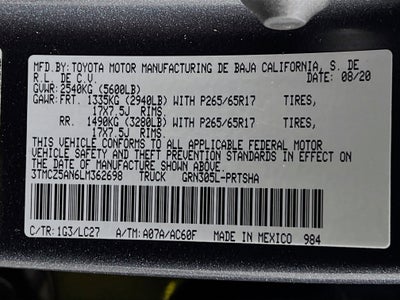 MFD.BY:TOYOTA MOTOR MANUFACTURING DE BAJA CALIFORNIA, S. DE
R.L. DE C.V. DATE: 08/20
GVWR:2540KG (5600LB)
GAWR:FRT. 1335KG (2940LB) WITH P265/65R17 TIRES,
17X7.5J RIMS,
RR. 1490KG (3280LB) WITH P265/65R17 TIRES,
17X7.5J RIMS.
THIS VEHICLE CONFORMS TO ALL APPLICABLE FEDERAL MOTOR
VEHICLE SAFETY AND THEFT PREVENTION STANDARDS IN EFFECT ON
THE DATE OF MANUFACTURE SHOWN ABOVE.
3TMCZ5AN6LM362698 TRUCK GRN305L-PRTSHA
C/TR: 1G3/LC27 A/TM: A07A/AC60F MADE IN MEXICO 984